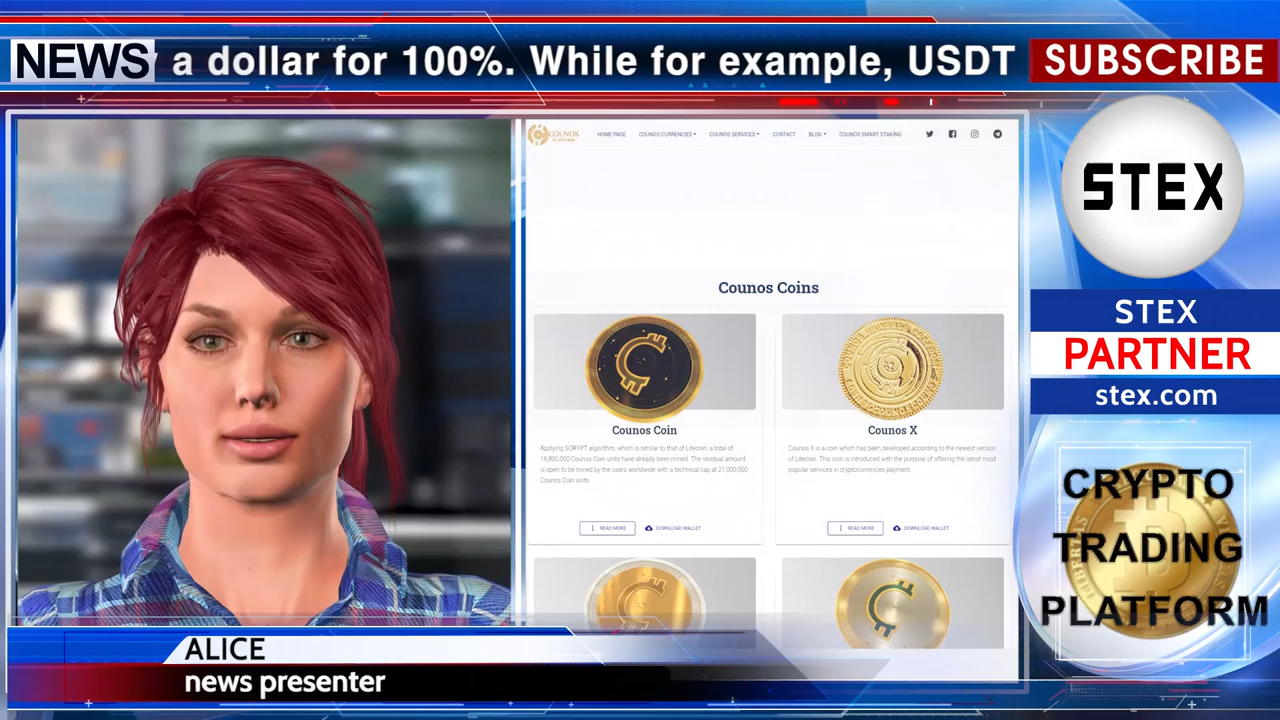 NEWS
a dollar for 100%. While for example, USDT
SUBSCRIBE
COUNOS
PLATFORM
HOME PAGE
COUNOS CURRENCIES
COUNOS SERVICES
CONTACT
BLOG
COUNOS SMART STAKING
Counos Coins
Counos Coin
Applying SCRYPT algorithm, which is similar to that of Litecoin, a total of
16,800,000 Counos Coin units have already been mined. The residual amount
is open to be mined by the users worldwide with a technical cap at 21,000,000
Counos Coin units.
READ MORE
DOWNLOAD WALLET
Counos X
Counos X is a coin which has been developed according to the newest version
of Litecoin. This coin is introduced with the purpose of offering the latest most
popular services in cryptocurrencies payment.
READ MORE
DOWNLOAD WALLET
STEX
STEX
PARTNER
stex.com
CRYPTO
TRADING
PLATFORM
ALICE
news presenter